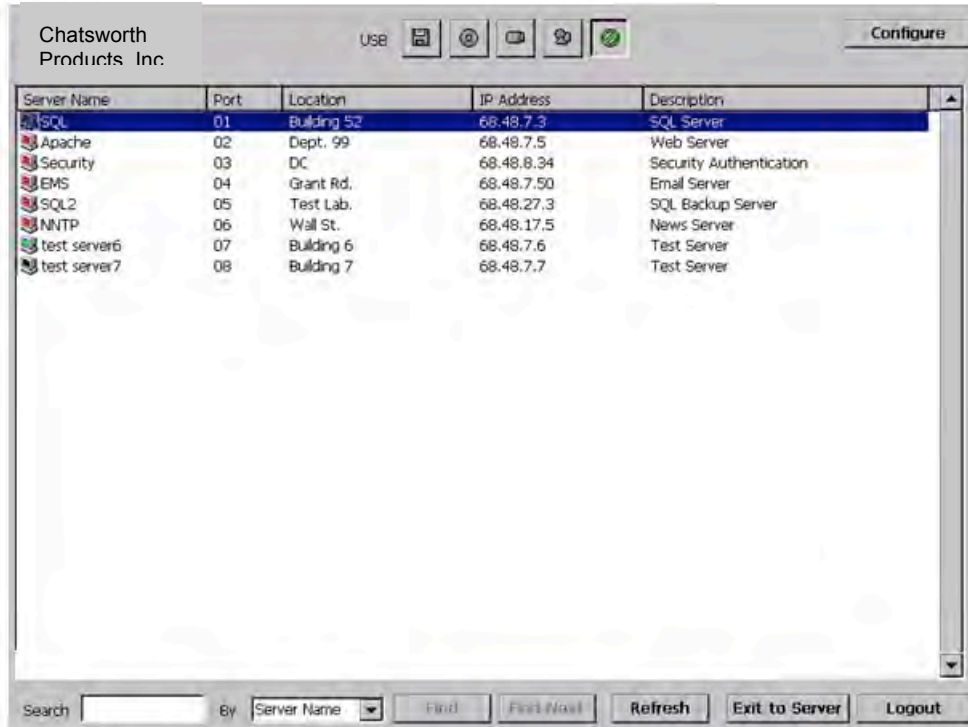 Chatsworth
Products, Inc
USB
Configure
Server Name Port Location IP Address Description
SQL 01 Building 52 68.48.7.3 SQL Server
Apache 02 Dept. 99 68.48.7.5 Web Server
Security 03 DC 68.48.8.34 Security Authentication
EMS 04 Grant Rd. 68.48.7.50 Email Server
SQL2 05 Test Lab. 68.48.27.3 SQL Backup Server
NNTP 06 Wall St. 68.48.17.5 News Server
test server6 07 Building 6 68.48.7.6 Test Server
test server7 08 Building 7 68.48.7.7 Test Server
Search By Server Name Find Find Next Refresh Exit to Server Logout